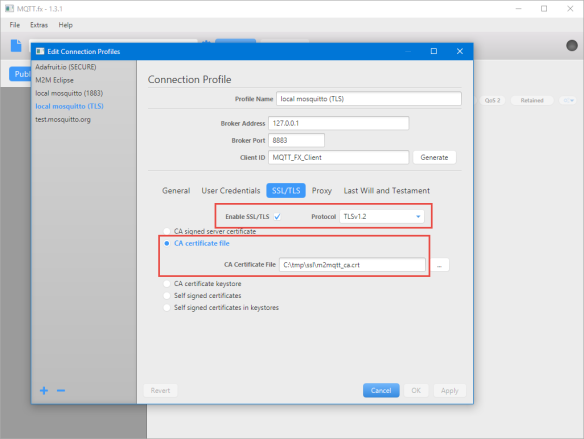 MQTT.fx - 1.3.1
File Extras Help
Edit Connection Profiles
Adafruit.io (SECURE)
M2M Eclipse
local mosquitto (1883)
local mosquitto (TLS)
test.mosquitto.org
Publ
QoS 2 Retained
Connection Profile
Profile Name local mosquitto (TLS)
Broker Address 127.0.0.1
Broker Port 8883
Client ID MQTT_FX_Client Generate
General User Credentials SSL/TLS Proxy Last Will and Testament
Enable SSL/TLS Protocol TLSv1.2
CA signed server certificate
CA certificate file
CA Certificate File C:\tmp\ssl\m2mqtt_ca.crt ...
CA certificate keystore
Self signed certificates
Self signed certificates in keystores
Revert Cancel OK Apply